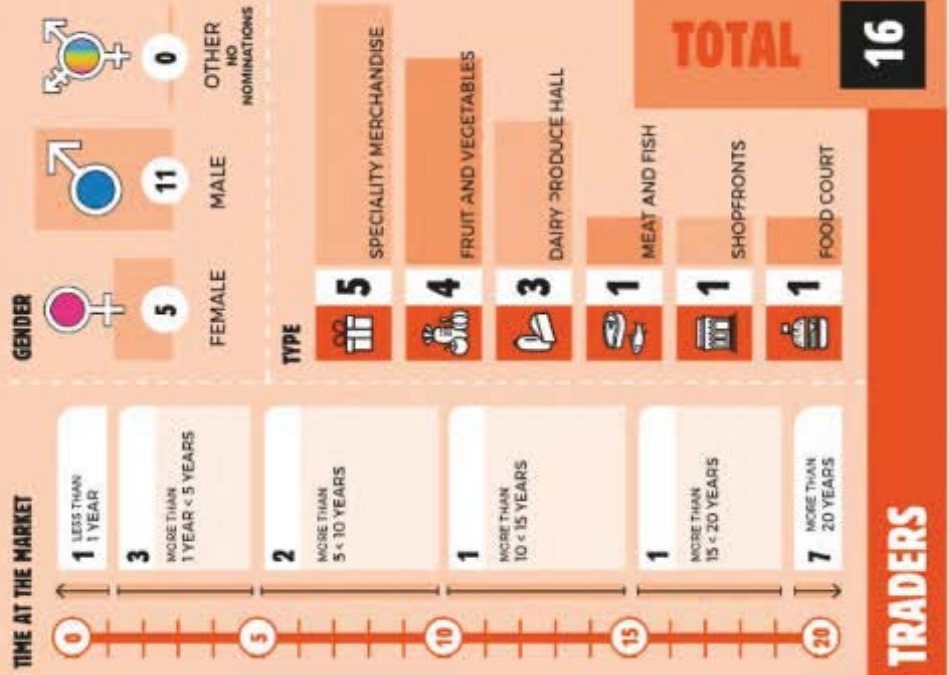 TRADERS
TIME AT THE MARKET
0
5
10
15
20
1 LESS THAN
1 YEAR
3
MORE THAN
1 YEAR < 5 YEARS
2
MORE THAN
5 < 10 YEARS
1
MORE THAN
10 < 15 YEARS
1
MORE THAN
15 < 20 YEARS
7 MORE THAN
20 YEARS
GENDER
5
FEMALE
11
MALE
0
OTHER
NO
NOMINATIONS
TYPE
5 SPECIALITY MERCHANDISE
4 FRUIT AND VEGETABLES
3 DAIRY PRODUCE HALL
1 MEAT AND FISH
1 SHOPFRONTS
1 FOOD COURT
TOTAL
16